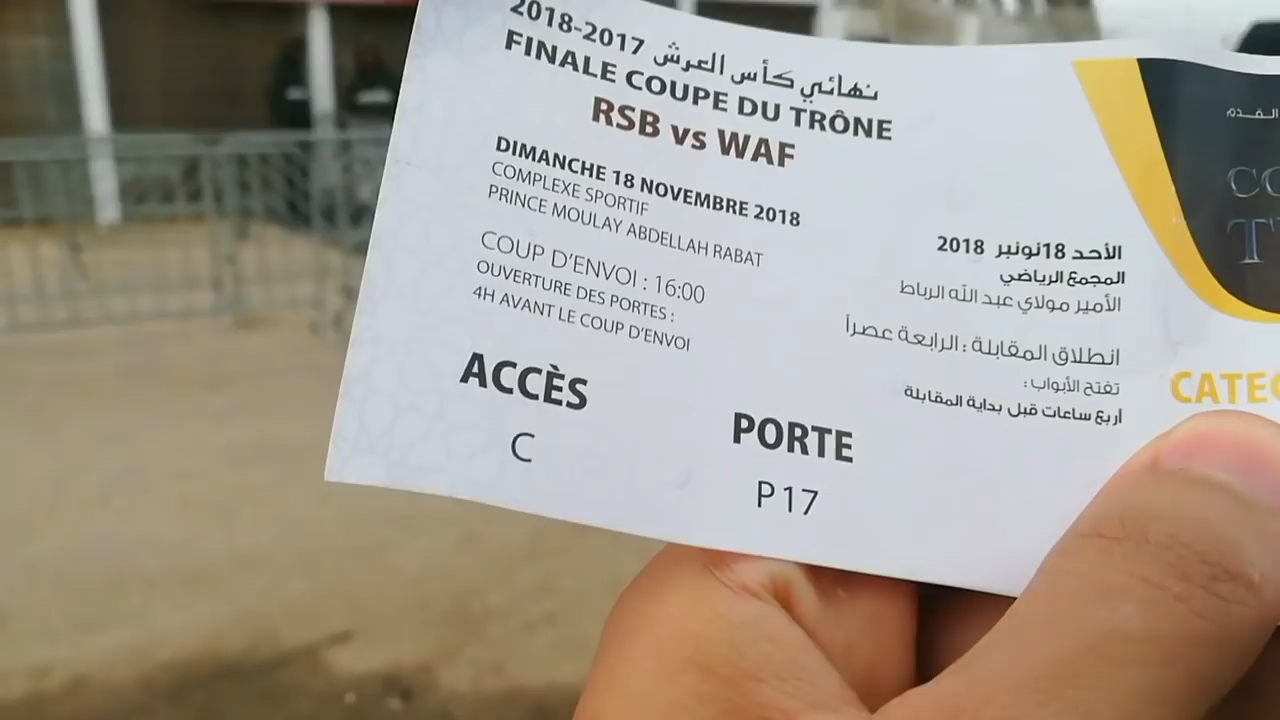 2018-2017 نهائي كأس العرش
FINALE COUPE DU TRÔNE
RSB vs WAF
DIMANCHE 18 NOVEMBRE 2018
COMPLEXE SPORTIF
PRINCE MOULAY ABDELLAH RABAT
COUP D'ENVOI : 16:00
OUVERTURE DES PORTES :
4H AVANT LE COUP D'ENVOI
الأحد 18نونبر 2018
المجمع الرياضي
الأمير مولاي عبد الله الرباط
انطلاق المقابلة : الرابعة عصراً
تفتح الأبواب :
أربع ساعات قبل بداية المقابلة
ACCÈS
C
PORTE
P17
القدم